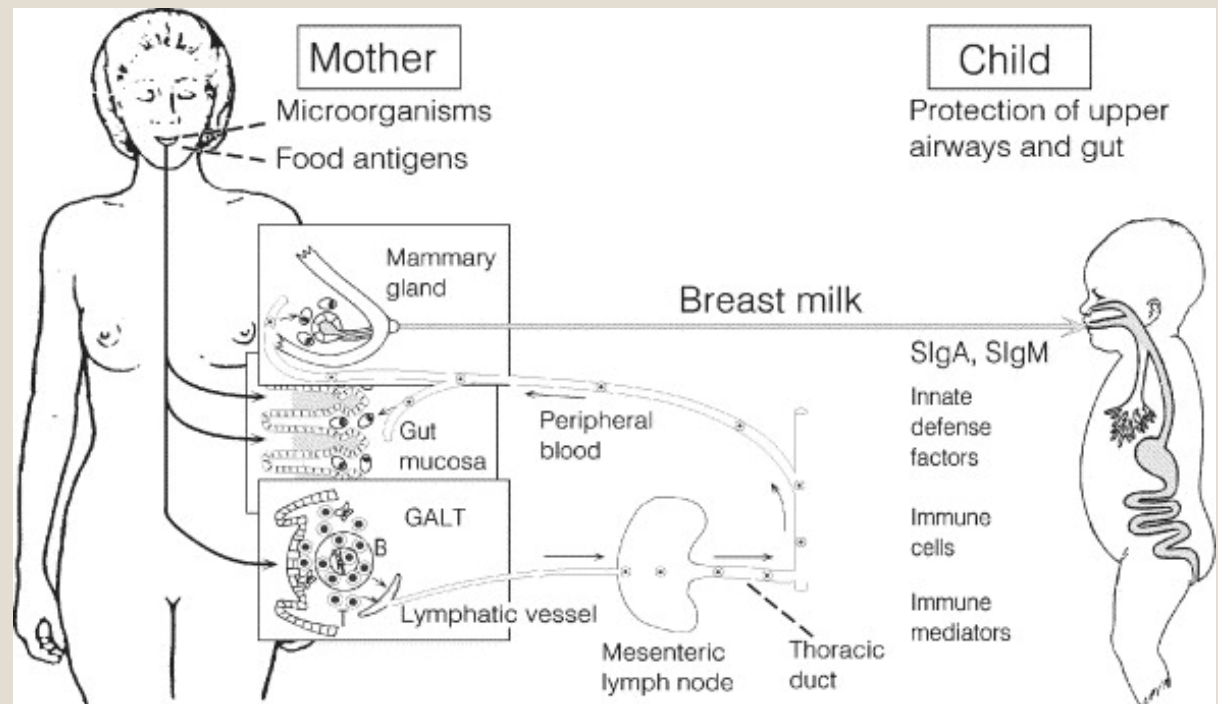 Mother
Microorganisms
Food antigens
Child
Protection of upper
airways and gut
Mammary
gland
Breast milk
SIgA, SIgM
Innate
defense
factors
Immune
cells
Immune
mediators
Peripheral
blood
Gut
mucosa
GALT
B
T
Lymphatic vessel
Mesenteric
lymph node
Thoracic
duct